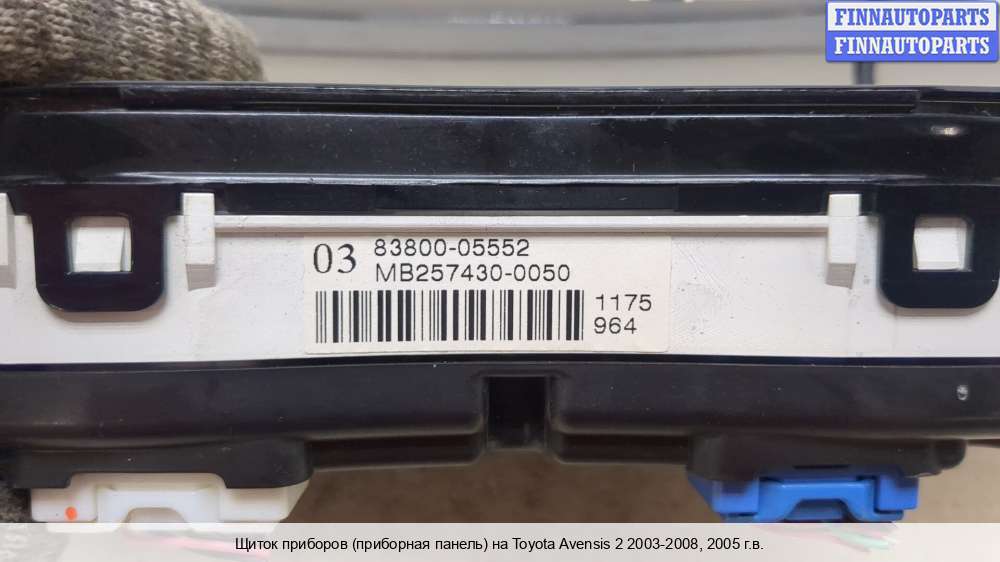 FINNAUTOPARTS
FINNAUTOPARTS
03 83800-05552
MB257430-0050
1175
964
Щиток приборов (приборная панель) на Toyota Avensis 2 2003-2008, 2005 г.в.